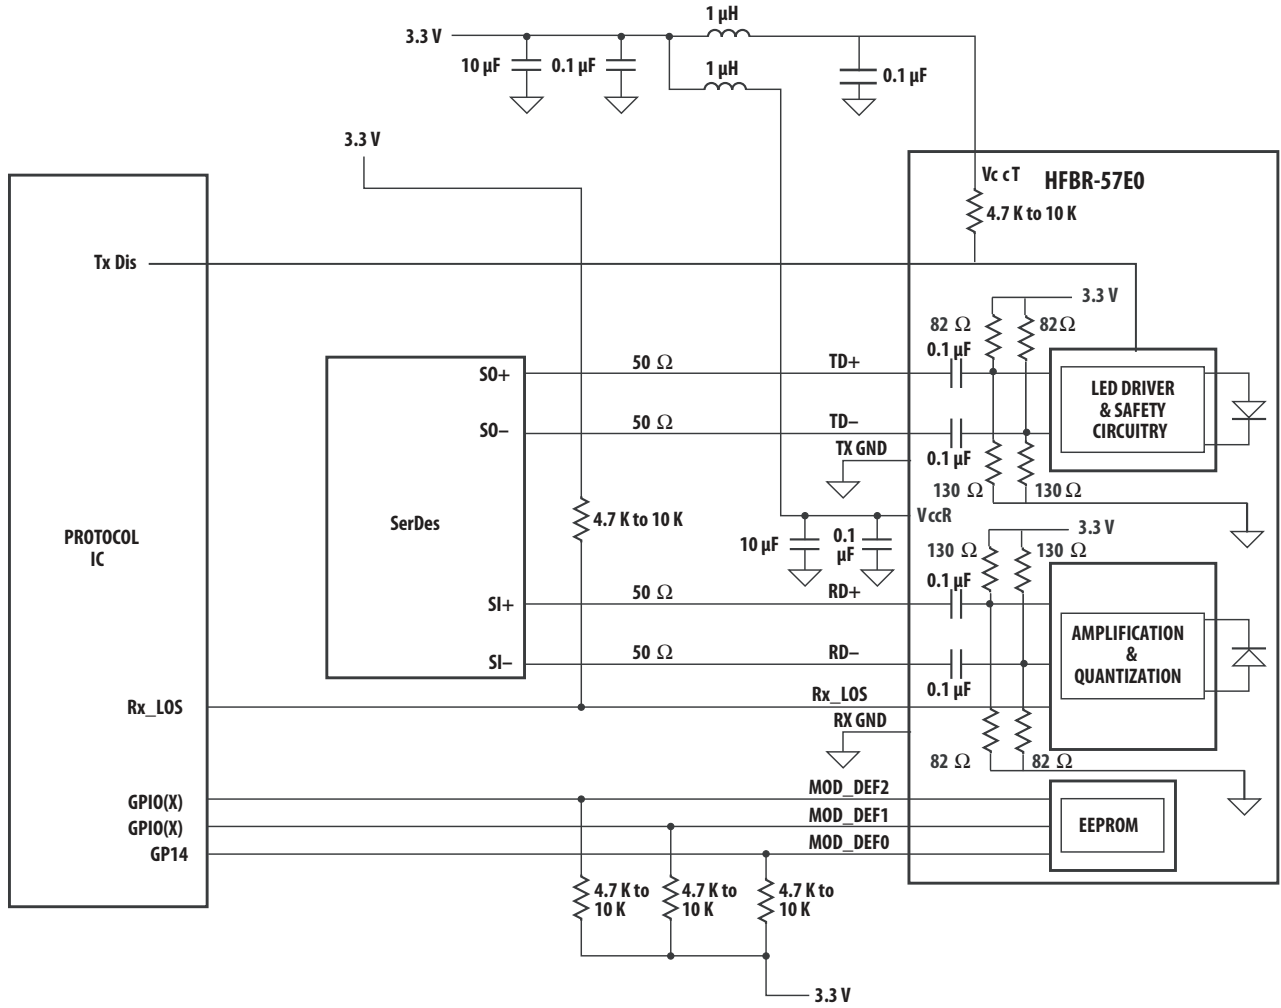 1 µH
3.3 V
10 µF
0.1 µF
1 µH
0.1 µF
3.3 V
Vc cT
HFBR-57E0
4.7 K to 10 K
Tx Dis
3.3 V
82 Ω
82Ω
0.1 µF
SO+
50 Ω
TD+
LED DRIVER
& SAFETY
CIRCUITRY
SO–
50 Ω
TD–
TX GND
0.1 µF
130 Ω
130 Ω
SerDes
4.7 K to 10 K
VccR
3.3 V
PROTOCOL
IC
10 µF
0.1
µF
130 Ω
130 Ω
0.1 µF
SI+
50 Ω
RD+
AMPLIFICATION
&
QUANTIZATION
SI–
50 Ω
RD–
0.1 µF
Rx_LOS
Rx_LOS
RX GND
82 Ω
82 Ω
GPIO(X)
MOD_DEF2
GPIO(X)
MOD_DEF1
EEPROM
GP14
MOD_DEF0
4.7 K to
10 K
4.7 K to
10 K
4.7 K to
10 K
3.3 V